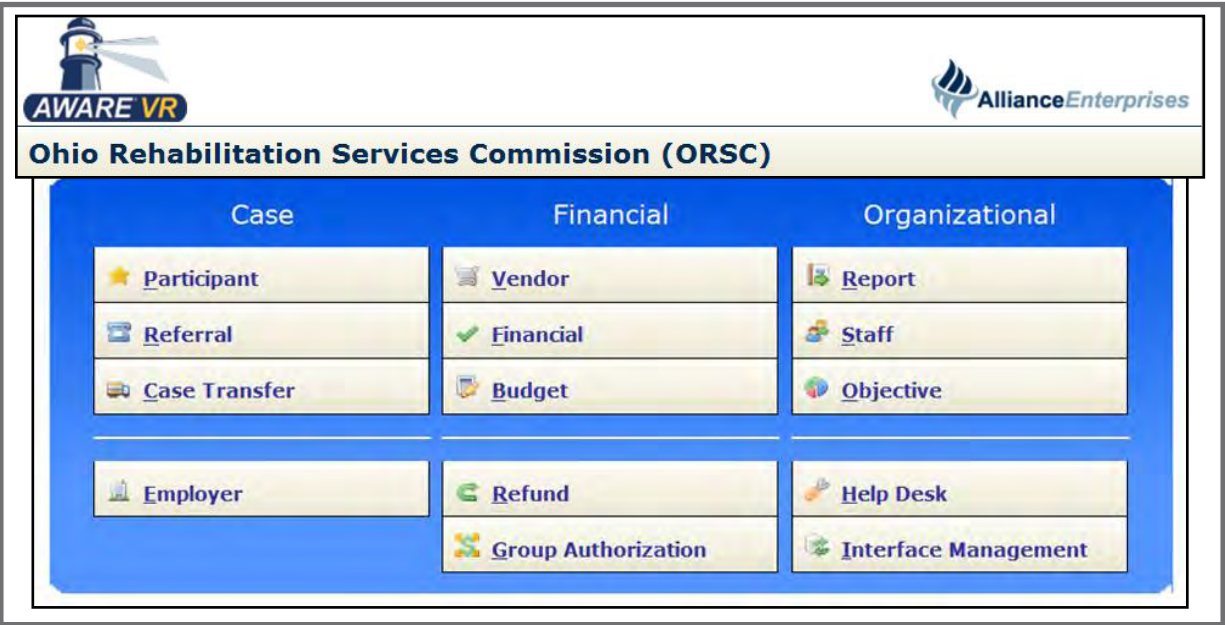 AWARE VR
AllianceEnterprises
Ohio Rehabilitation Services Commission (ORSC)
Case
Participant
Referral
Case Transfer
Employer
Financial
Vendor
Financial
Budget
Refund
Group Authorization
Organizational
Report
Staff
Objective
Help Desk
Interface Management